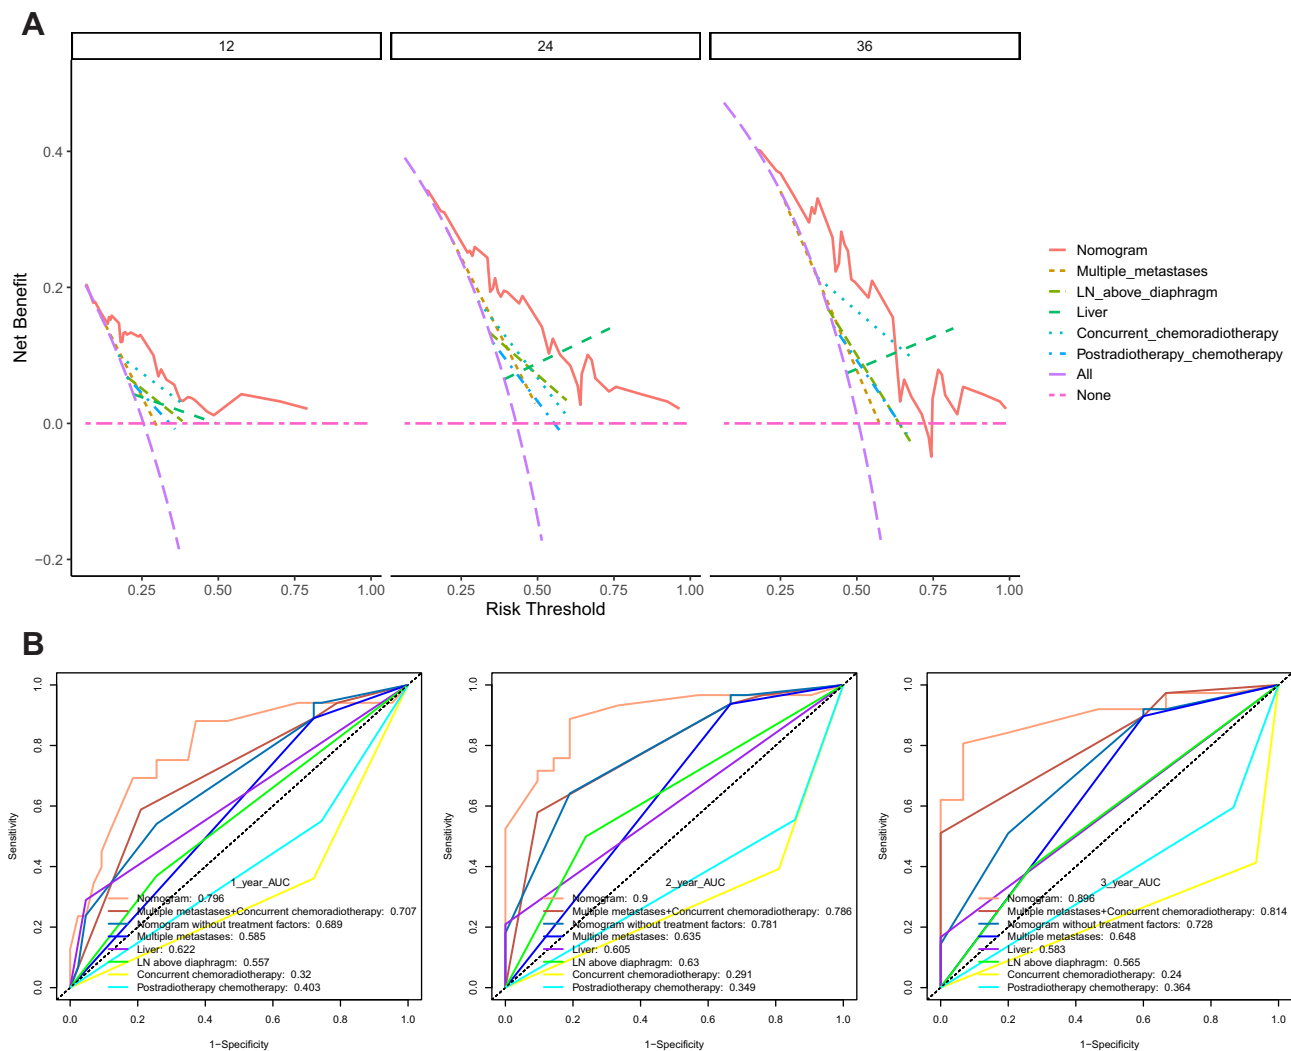 A
12 24 36
0.4
0.2
0.0
−0.2
Net Benefit
0.25 0.50 0.75 1.00 0.25 0.50 0.75 1.00 0.25 0.50 0.75 1.00
Risk Threshold
Nomogram
Multiple_metastases
LN_above_diaphragm
Liver
Concurrent_chemoradiotherapy
Postradiotherapy_chemotherapy
All
None
B
1.0
0.8
0.6
0.4
0.2
0.0
Sensitivity
1_year_AUC
Nomogram: 0.796
Multiple metastases+Concurrent chemoradiotherapy: 0.707
Nomogram without treatment factors: 0.689
Multiple metastases: 0.585
Liver: 0.622
LN above diaphragm: 0.557
Concurrent chemoradiotherapy: 0.32
Postradiotherapy chemotherapy: 0.403
0.0 0.2 0.4 0.6 0.8 1.0
1−Specificity
1.0
0.8
0.6
0.4
0.2
0.0
Sensitivity
2_year_AUC
Nomogram: 0.9
Multiple metastases+Concurrent chemoradiotherapy: 0.786
Nomogram without treatment factors: 0.781
Multiple metastases: 0.635
Liver: 0.605
LN above diaphragm: 0.63
Concurrent chemoradiotherapy: 0.291
Postradiotherapy chemotherapy: 0.349
0.0 0.2 0.4 0.6 0.8 1.0
1−Specificity
1.0
0.8
0.6
0.4
0.2
0.0
Sensitivity
3_year_AUC
Nomogram: 0.896
Multiple metastases+Concurrent chemoradiotherapy: 0.814
Nomogram without treatment factors: 0.728
Multiple metastases: 0.648
Liver: 0.583
LN above diaphragm: 0.565
Concurrent chemoradiotherapy: 0.24
Postradiotherapy chemotherapy: 0.364
0.0 0.2 0.4 0.6 0.8 1.0
1−Specificity